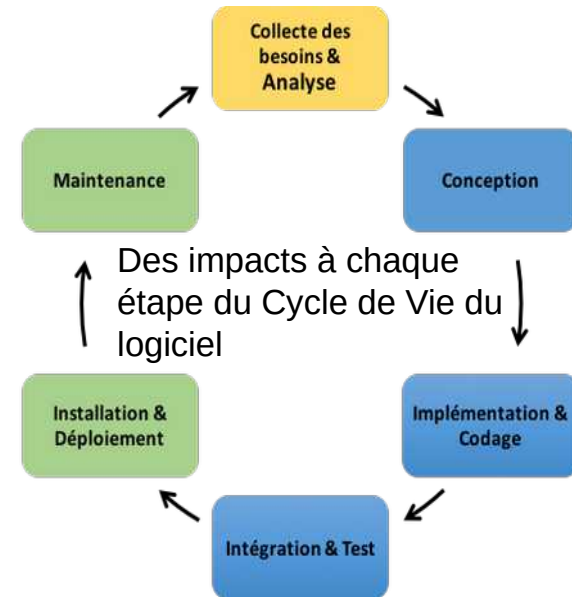 Collecte des
besoins &
Analyse
Maintenance
Conception
Des impacts à chaque
étape du Cycle de Vie du
logiciel
Installation &
Déploiement
Implémentation &
Codage
Intégration & Test